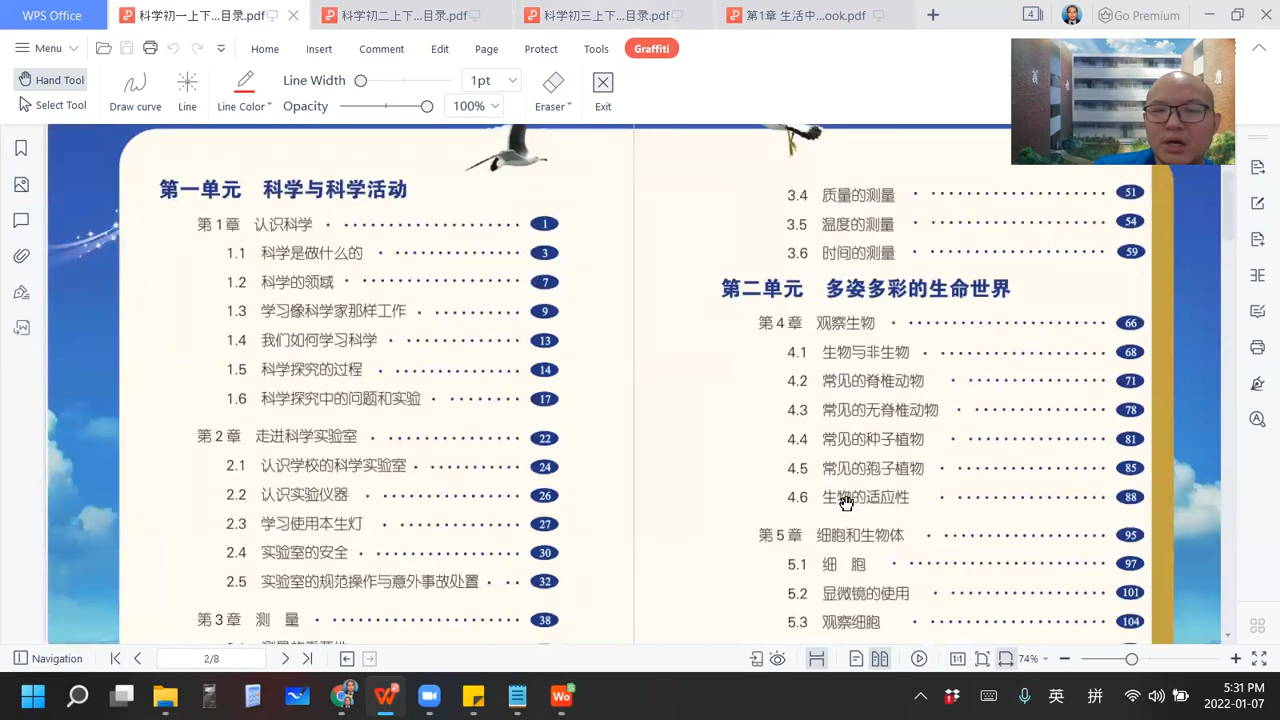 WPS Office
科学初一上下...目录.pdf
科学初二上下...目录.pdf
科学初三上下...目录.pdf
第1章 生活中...ook.pdf
4
Go Premium
Menu
Home
Insert
Comment
Edit
Page
Protect
Tools
Graffiti
Hand Tool
Select Tool
Draw curve
Line
Line Color
Line Width
1pt
Opacity
100%
Eraser
Exit
第一单元 科学与科学活动
第1章 认识科学 1
1.1 科学是做什么的 3
1.2 科学的领域 7
1.3 学习像科学家那样工作 9
1.4 我们如何学习科学 13
1.5 科学探究的过程 14
1.6 科学探究中的问题和实验 17
第2章 走进科学实验室 22
2.1 认识学校的科学实验室 24
2.2 认识实验仪器 26
2.3 学习使用本生灯 27
2.4 实验室的安全 30
2.5 实验室的规范操作与意外事故处置 32
第3章 测 量 38
3.4 质量的测量 51
3.5 温度的测量 54
3.6 时间的测量 59
第二单元 多姿多彩的生命世界
第4章 观察生物 66
4.1 生物与非生物 68
4.2 常见的脊椎动物 71
4.3 常见的无脊椎动物 78
4.4 常见的种子植物 81
4.5 常见的孢子植物 85
4.6 生物的适应性 88
第5章 细胞和生物体 95
5.1 细 胞 97
5.2 显微镜的使用 101
5.3 观察细胞 104
Navigation
2/8
1:1
74%
英
拼
5:31 PM
2022-01-07